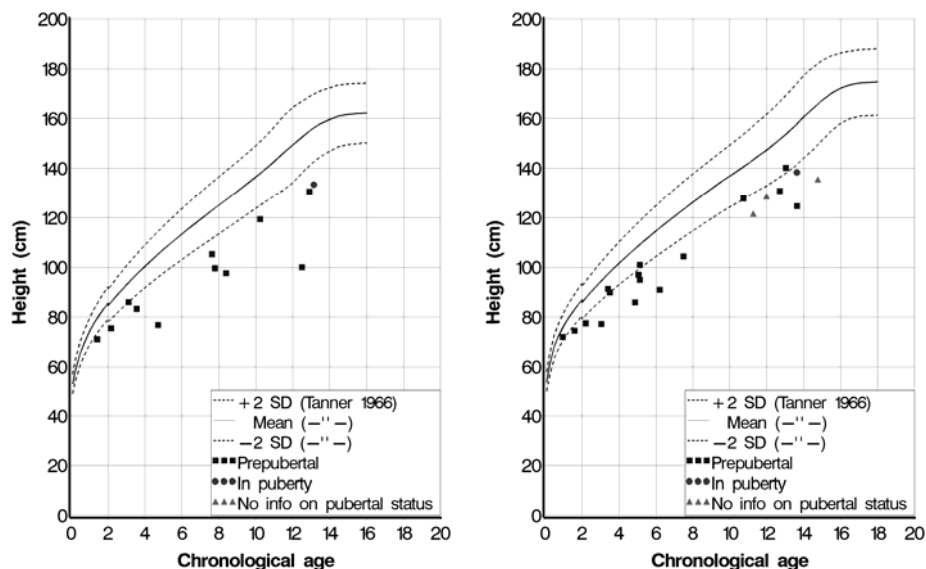 200
180
160
140
120
100
80
60
40
20
0
Height (cm)
+2 SD (Tanner 1966)
Mean (–"–)
–2 SD (–"–)
Prepubertal
In puberty
No info on pubertal status
0 2 4 6 8 10 12 14 16 18 20
Chronological age
200
180
160
140
120
100
80
60
40
20
0
Height (cm)
+2 SD (Tanner 1966)
Mean (–"–)
–2 SD (–"–)
Prepubertal
In puberty
No info on pubertal status
0 2 4 6 8 10 12 14 16 18 20
Chronological age